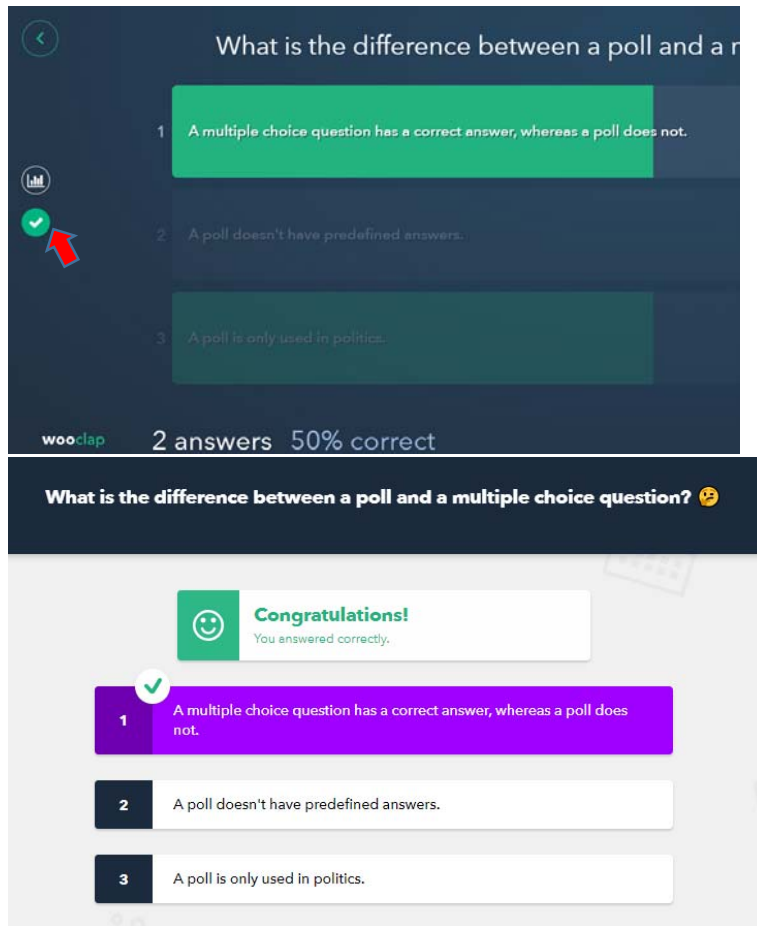 What is the difference between a poll and a
1 A multiple choice question has a correct answer, whereas a poll does not.
2 A poll doesn't have predefined answers.
3 A poll is only used in politics.
wooclap 2 answers 50% correct
What is the difference between a poll and a multiple choice question? 🤔
Congratulations!
You answered correctly.
1 A multiple choice question has a correct answer, whereas a poll does
not.
2 A poll doesn't have predefined answers.
3 A poll is only used in politics.